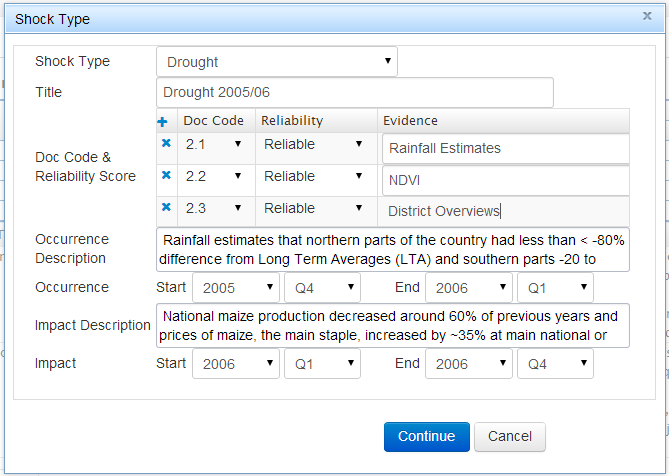 Shock Type
Shock Type Drought
Title Drought 2005/06
Doc Code Reliability Evidence
Doc Code &
Reliability Score
2.1 Reliable Rainfall Estimates
2.2 Reliable NDVI
2.3 Reliable District Overviews
Occurrence
Description
Rainfall estimates that northern parts of the country had less than < -80%
difference from Long Term Averages (LTA) and southern parts -20 to
Occurrence Start 2005 Q4 End 2006 Q1
Impact Description
National maize production decreased around 60% of previous years and
prices of maize, the main staple, increased by ~35% at main national or
Impact Start 2006 Q1 End 2006 Q4
Continue Cancel